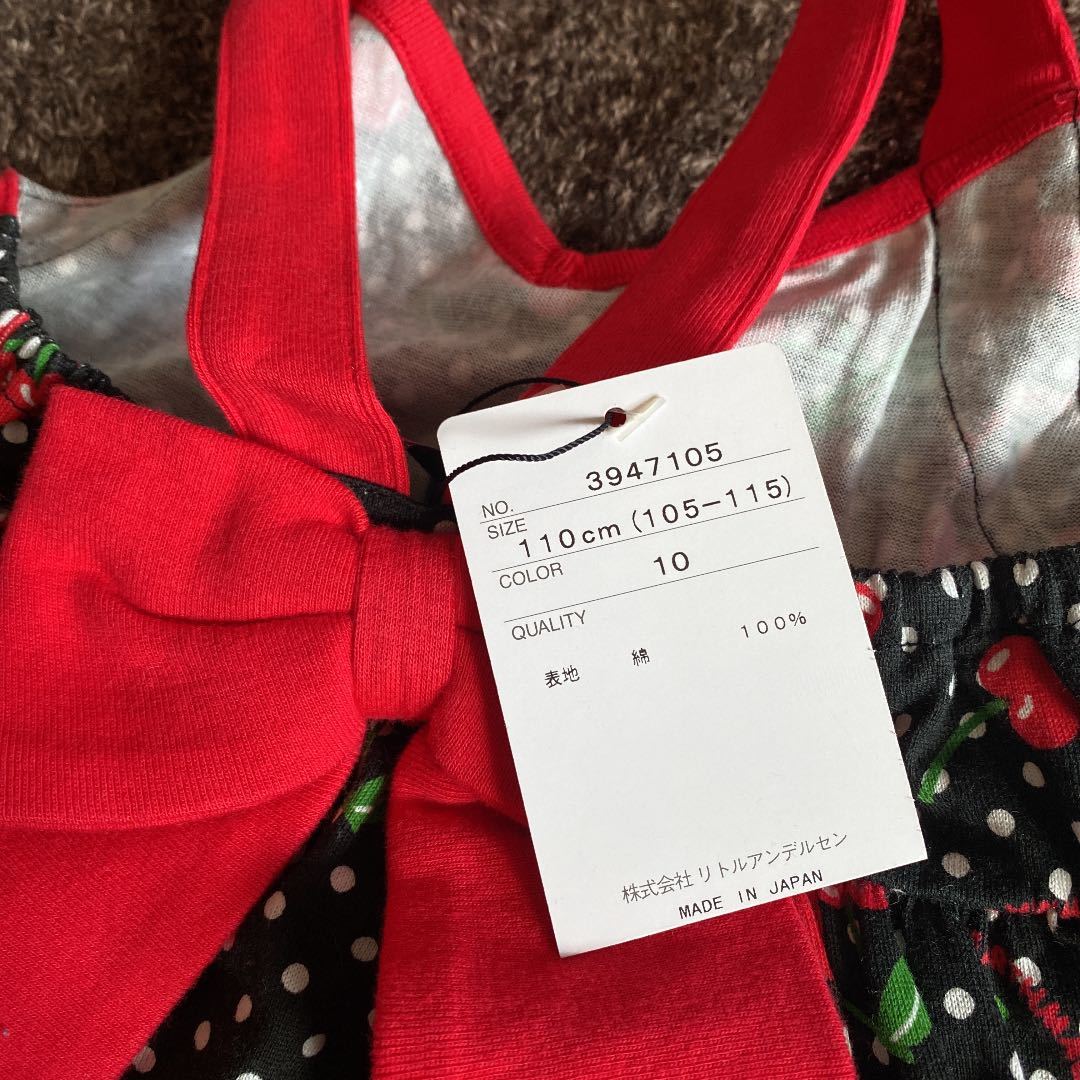 NO. 3947105
SIZE 110cm (105-115)
COLOR 10
QUALITY
表地 綿 100%
株式会社 リトルアンデルセン
MADE IN JAPAN